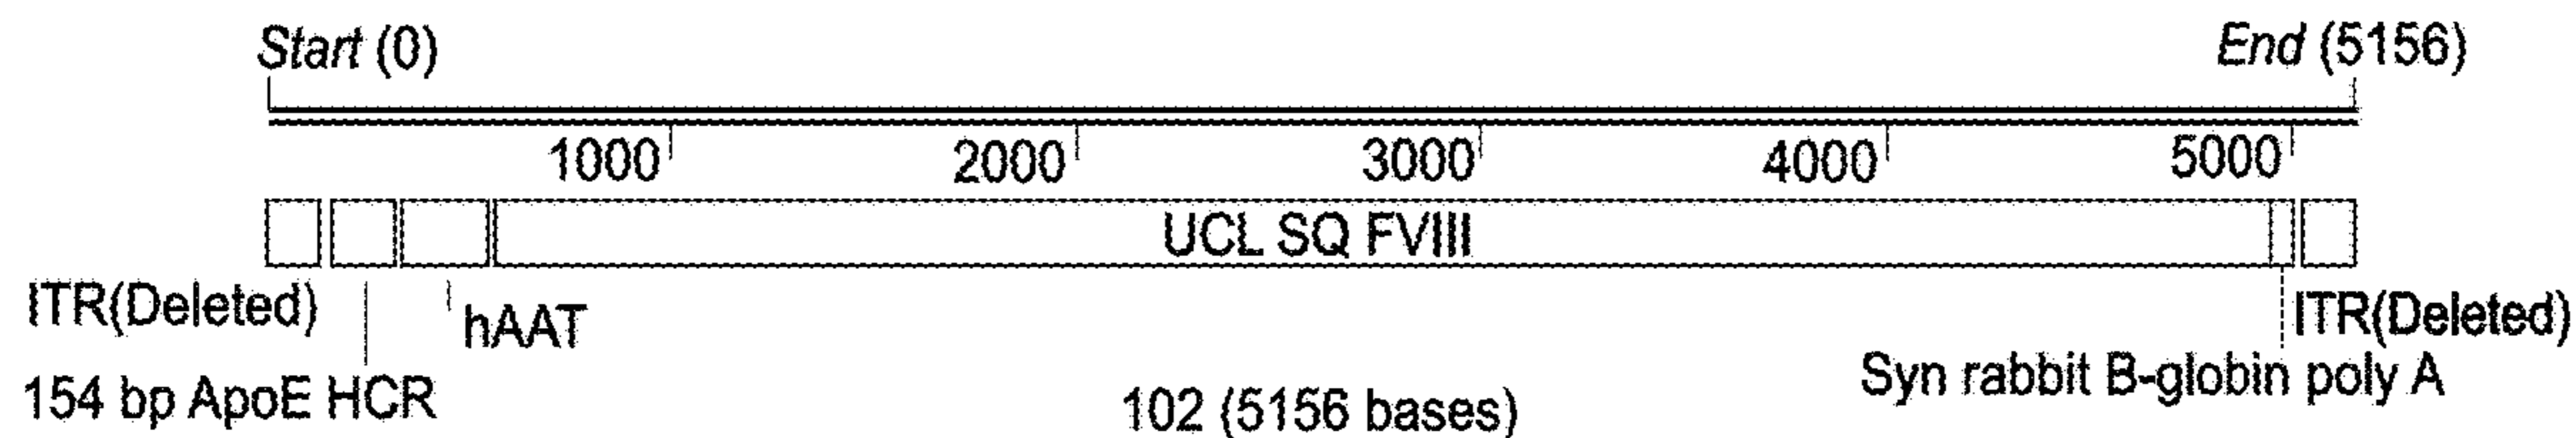 Start (0)
End (5156)
1000
2000
3000
4000
5000
UCL SQ FVIII
ITR(Deleted)
hAAT
ITR(Deleted)
154 bp ApoE HCR
Syn rabbit B-globin poly A
102 (5156 bases)